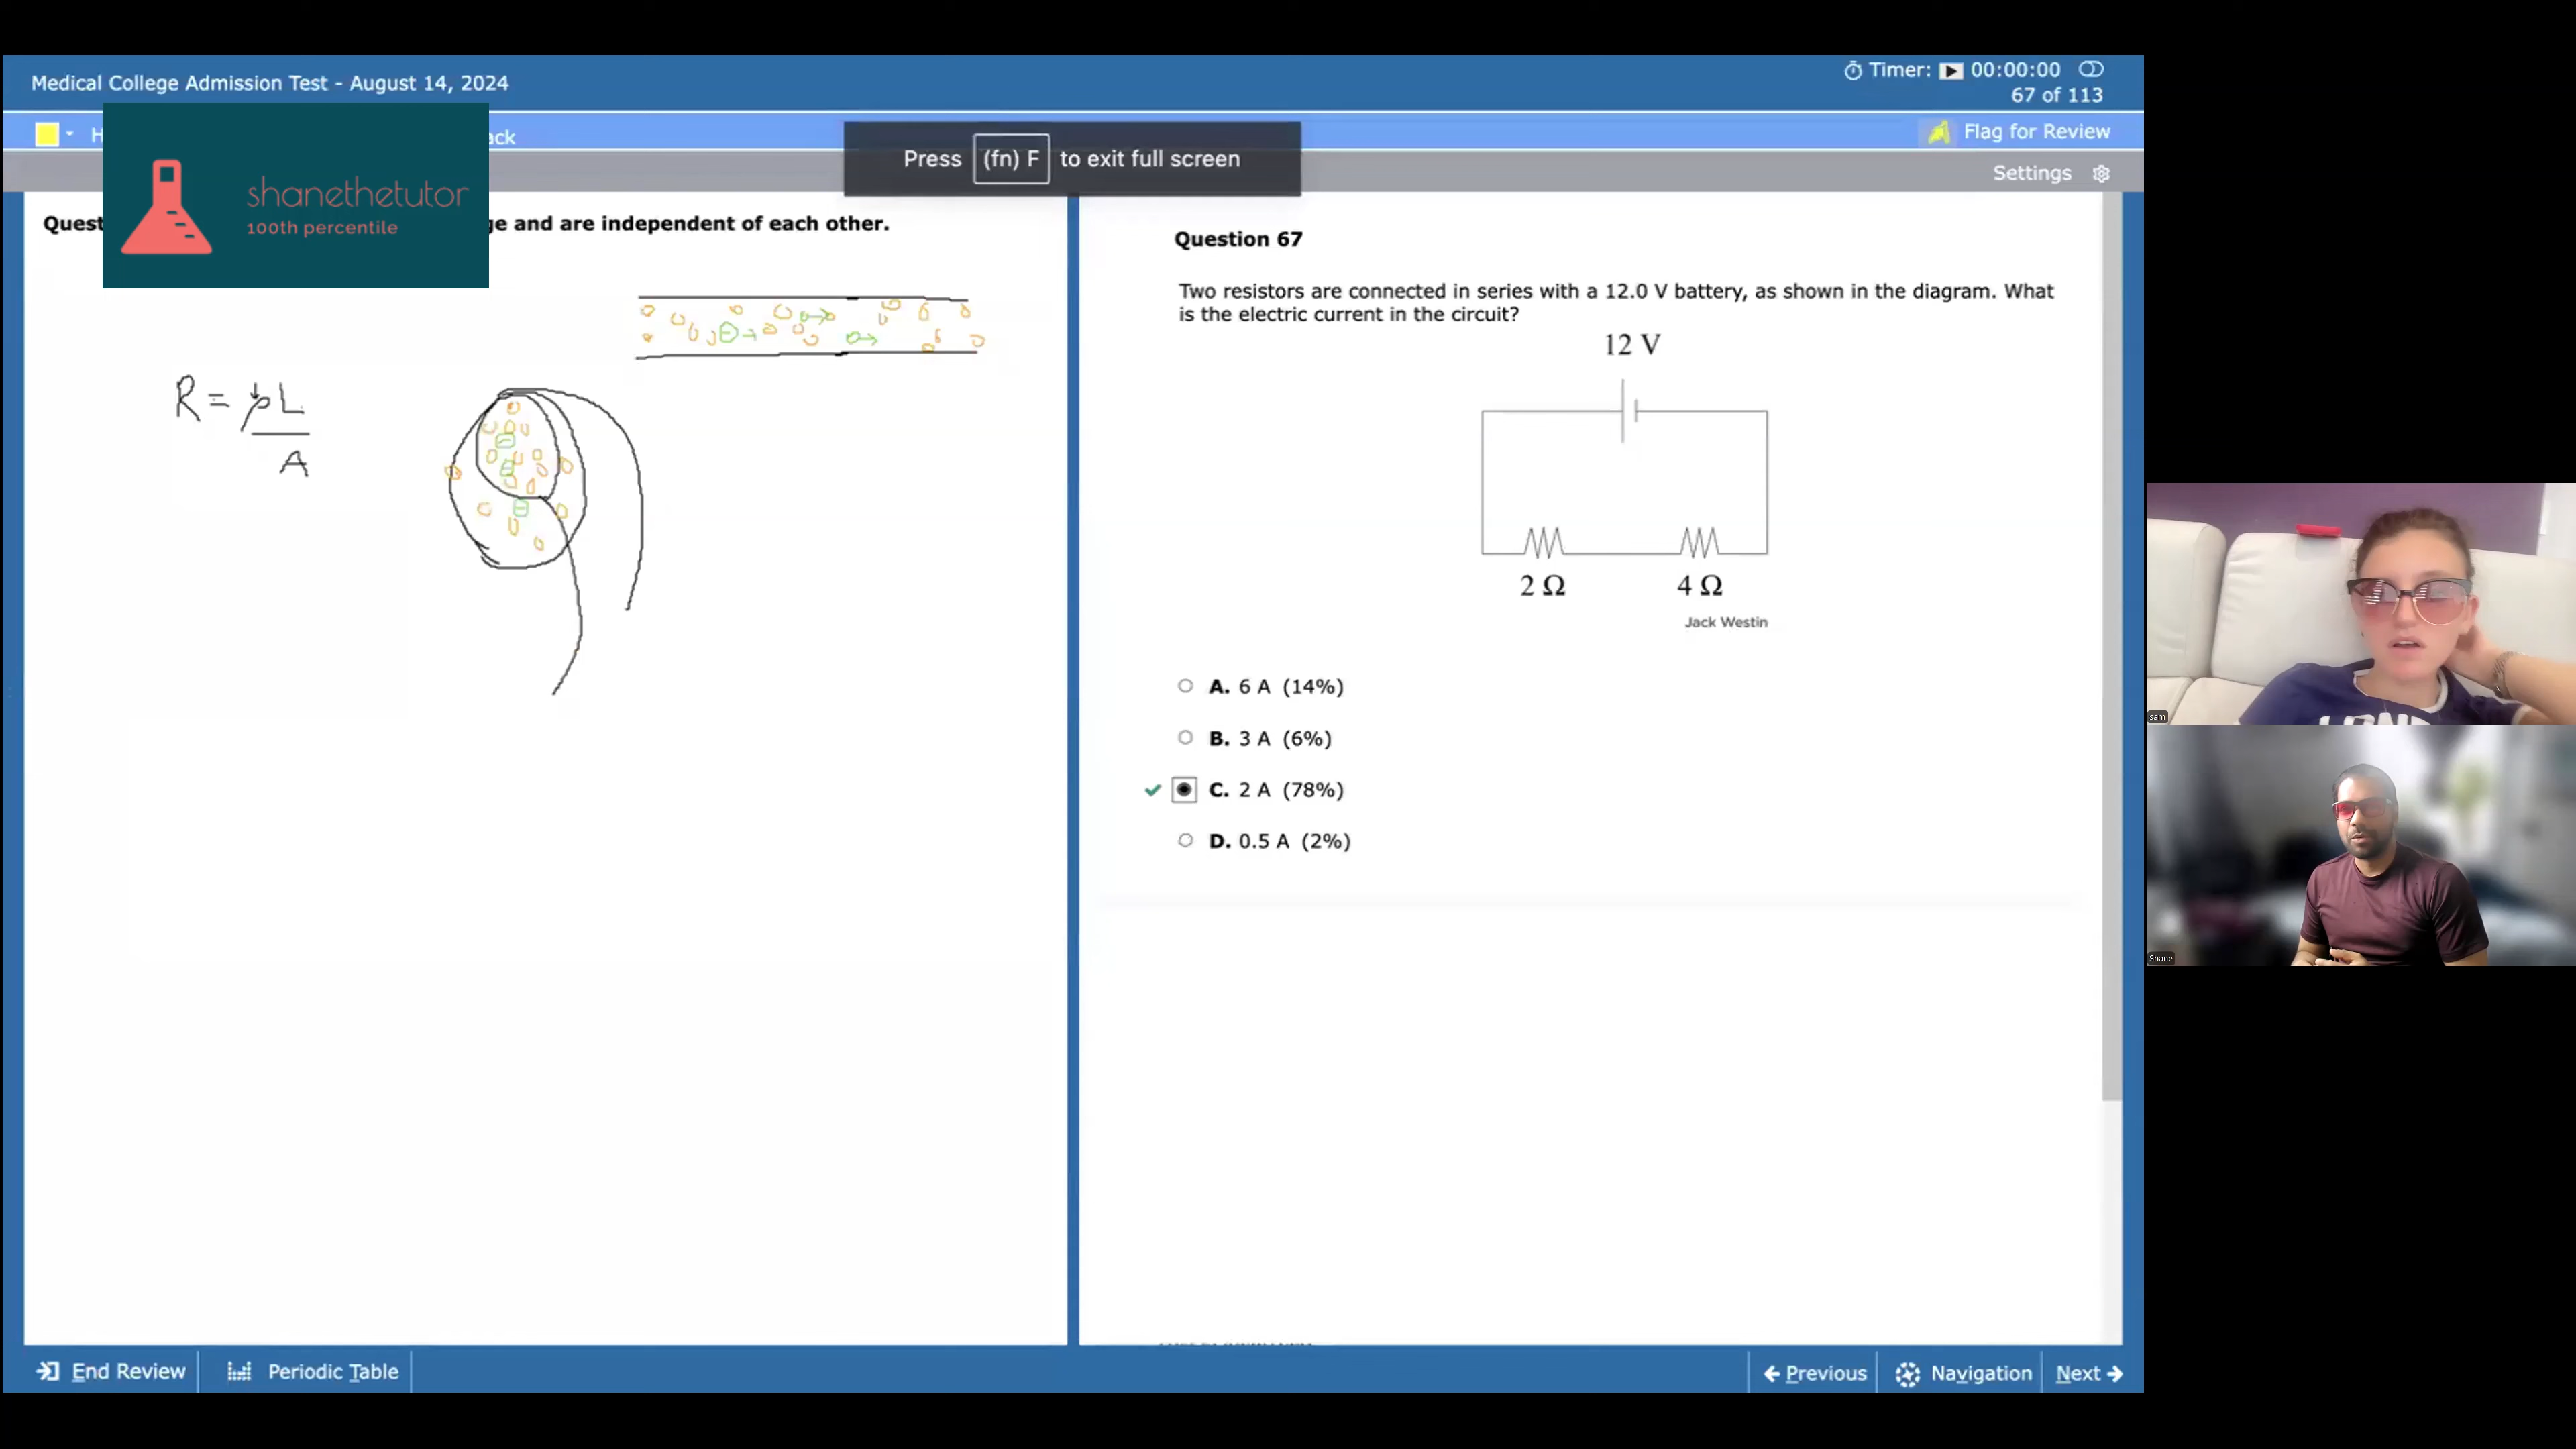 Medical College Admission Test - August 14, 2024
Timer: 00:00:00
67 of 113
H
ack
Flag for Review
Press (fn) F to exit full screen
Settings
shanethetutor
100th percentile
Quest
ge and are independent of each other.
R = ρL
A
Question 67
Two resistors are connected in series with a 12.0 V battery, as shown in the diagram. What
is the electric current in the circuit?
12 V
2 Ω
4 Ω
Jack Westin
A. 6 A (14%)
B. 3 A (6%)
C. 2 A (78%)
D. 0.5 A (2%)
sam
Shane
End Review
Periodic Table
Previous
Navigation
Next